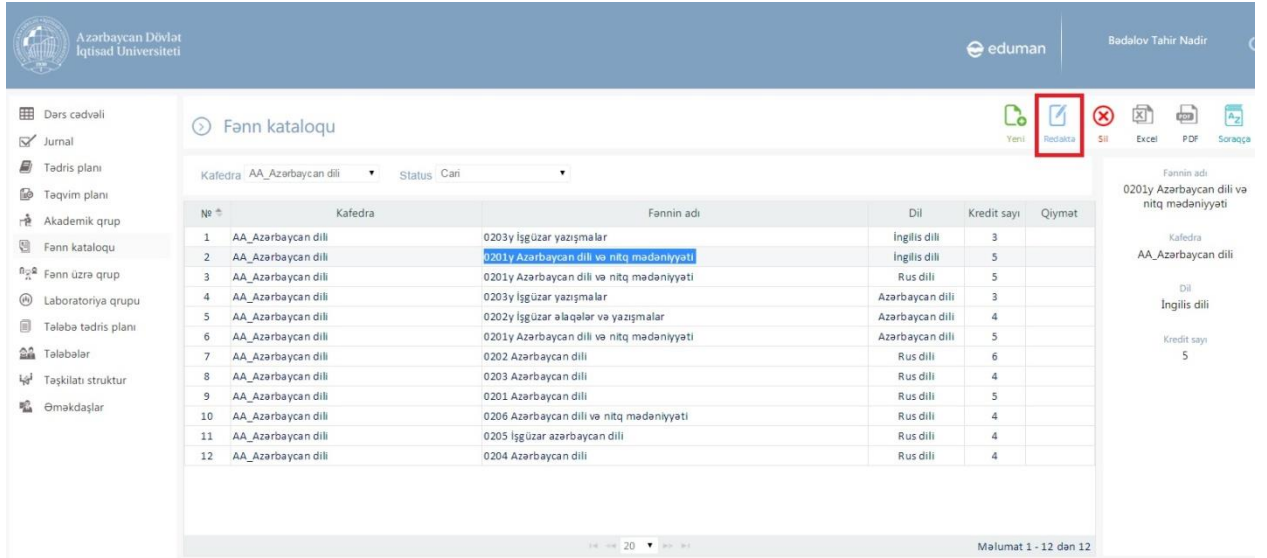 Azərbaycan Dövlət
İqtisad Universiteti
eduman
Bədəlov Tahir Nadir
Dərs cədvəli
Jurnal
Tədris planı
Təqvim planı
Akademik qrup
Fənn kataloqu
Fənn üzrə qrup
Laboratoriya qrupu
Tələbə tədris planı
Tələbələr
Təşkilatı struktur
Əməkdaşlar
Fənn kataloqu
Yeni Redaktə Sil Excel PDF Soraqça
Kafedra AA_Azərbaycan dili Status Cari
№ Kafedra Fənnin adı Dil Kredit sayı Qiymət
1 AA_Azərbaycan dili 0203y İşgüzar yazışmalar İngilis dili 3
2 AA_Azərbaycan dili 0201y Azərbaycan dili və nitq mədəniyyəti İngilis dili 5
3 AA_Azərbaycan dili 0201y Azərbaycan dili və nitq mədəniyyəti Rus dili 5
4 AA_Azərbaycan dili 0203y İşgüzar yazışmalar Azərbaycan dili 3
5 AA_Azərbaycan dili 0202y İşgüzar əlaqələr və yazışmalar Azərbaycan dili 4
6 AA_Azərbaycan dili 0201y Azərbaycan dili və nitq mədəniyyəti Azərbaycan dili 5
7 AA_Azərbaycan dili 0202 Azərbaycan dili Rus dili 6
8 AA_Azərbaycan dili 0203 Azərbaycan dili Rus dili 4
9 AA_Azərbaycan dili 0201 Azərbaycan dili Rus dili 5
10 AA_Azərbaycan dili 0206 Azərbaycan dili və nitq mədəniyyəti Rus dili 4
11 AA_Azərbaycan dili 0205 İşgüzar azərbaycan dili Rus dili 4
12 AA_Azərbaycan dili 0204 Azərbaycan dili Rus dili 4
20
Məlumat 1 - 12 dən 12
Fənnin adı
0201y Azərbaycan dili və
nitq mədəniyyəti
Kafedra
AA_Azərbaycan dili
Dil
İngilis dili
Kredit sayı
5